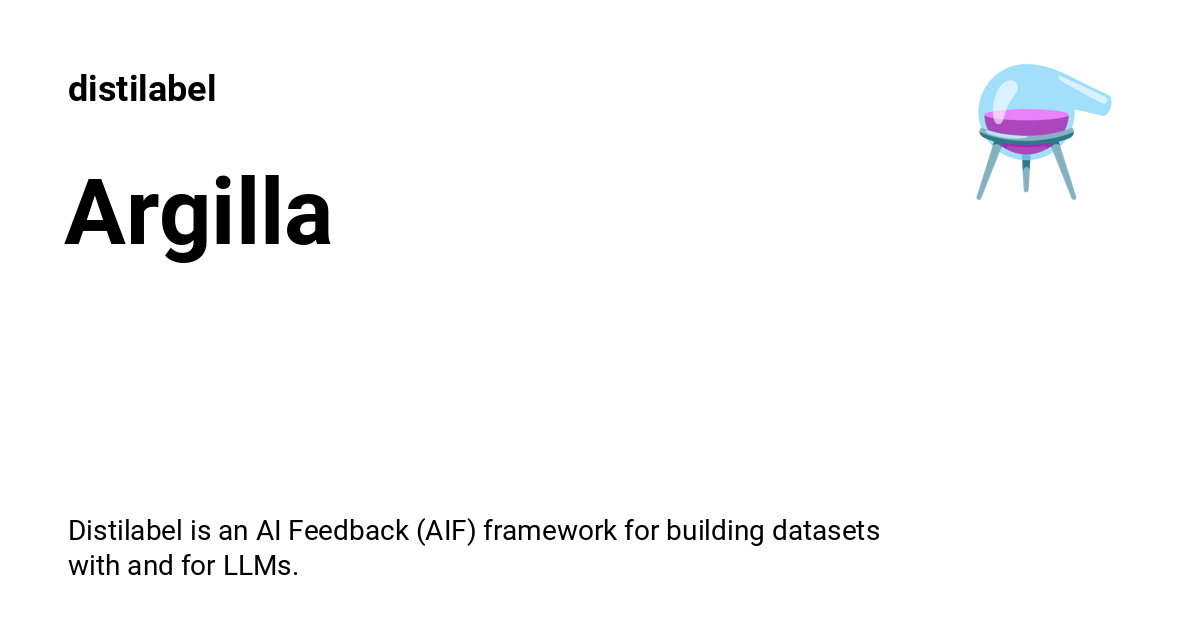 distilabel
Argilla
Distilabel is an AI Feedback (AIF) framework for building datasets
with and for LLMs.